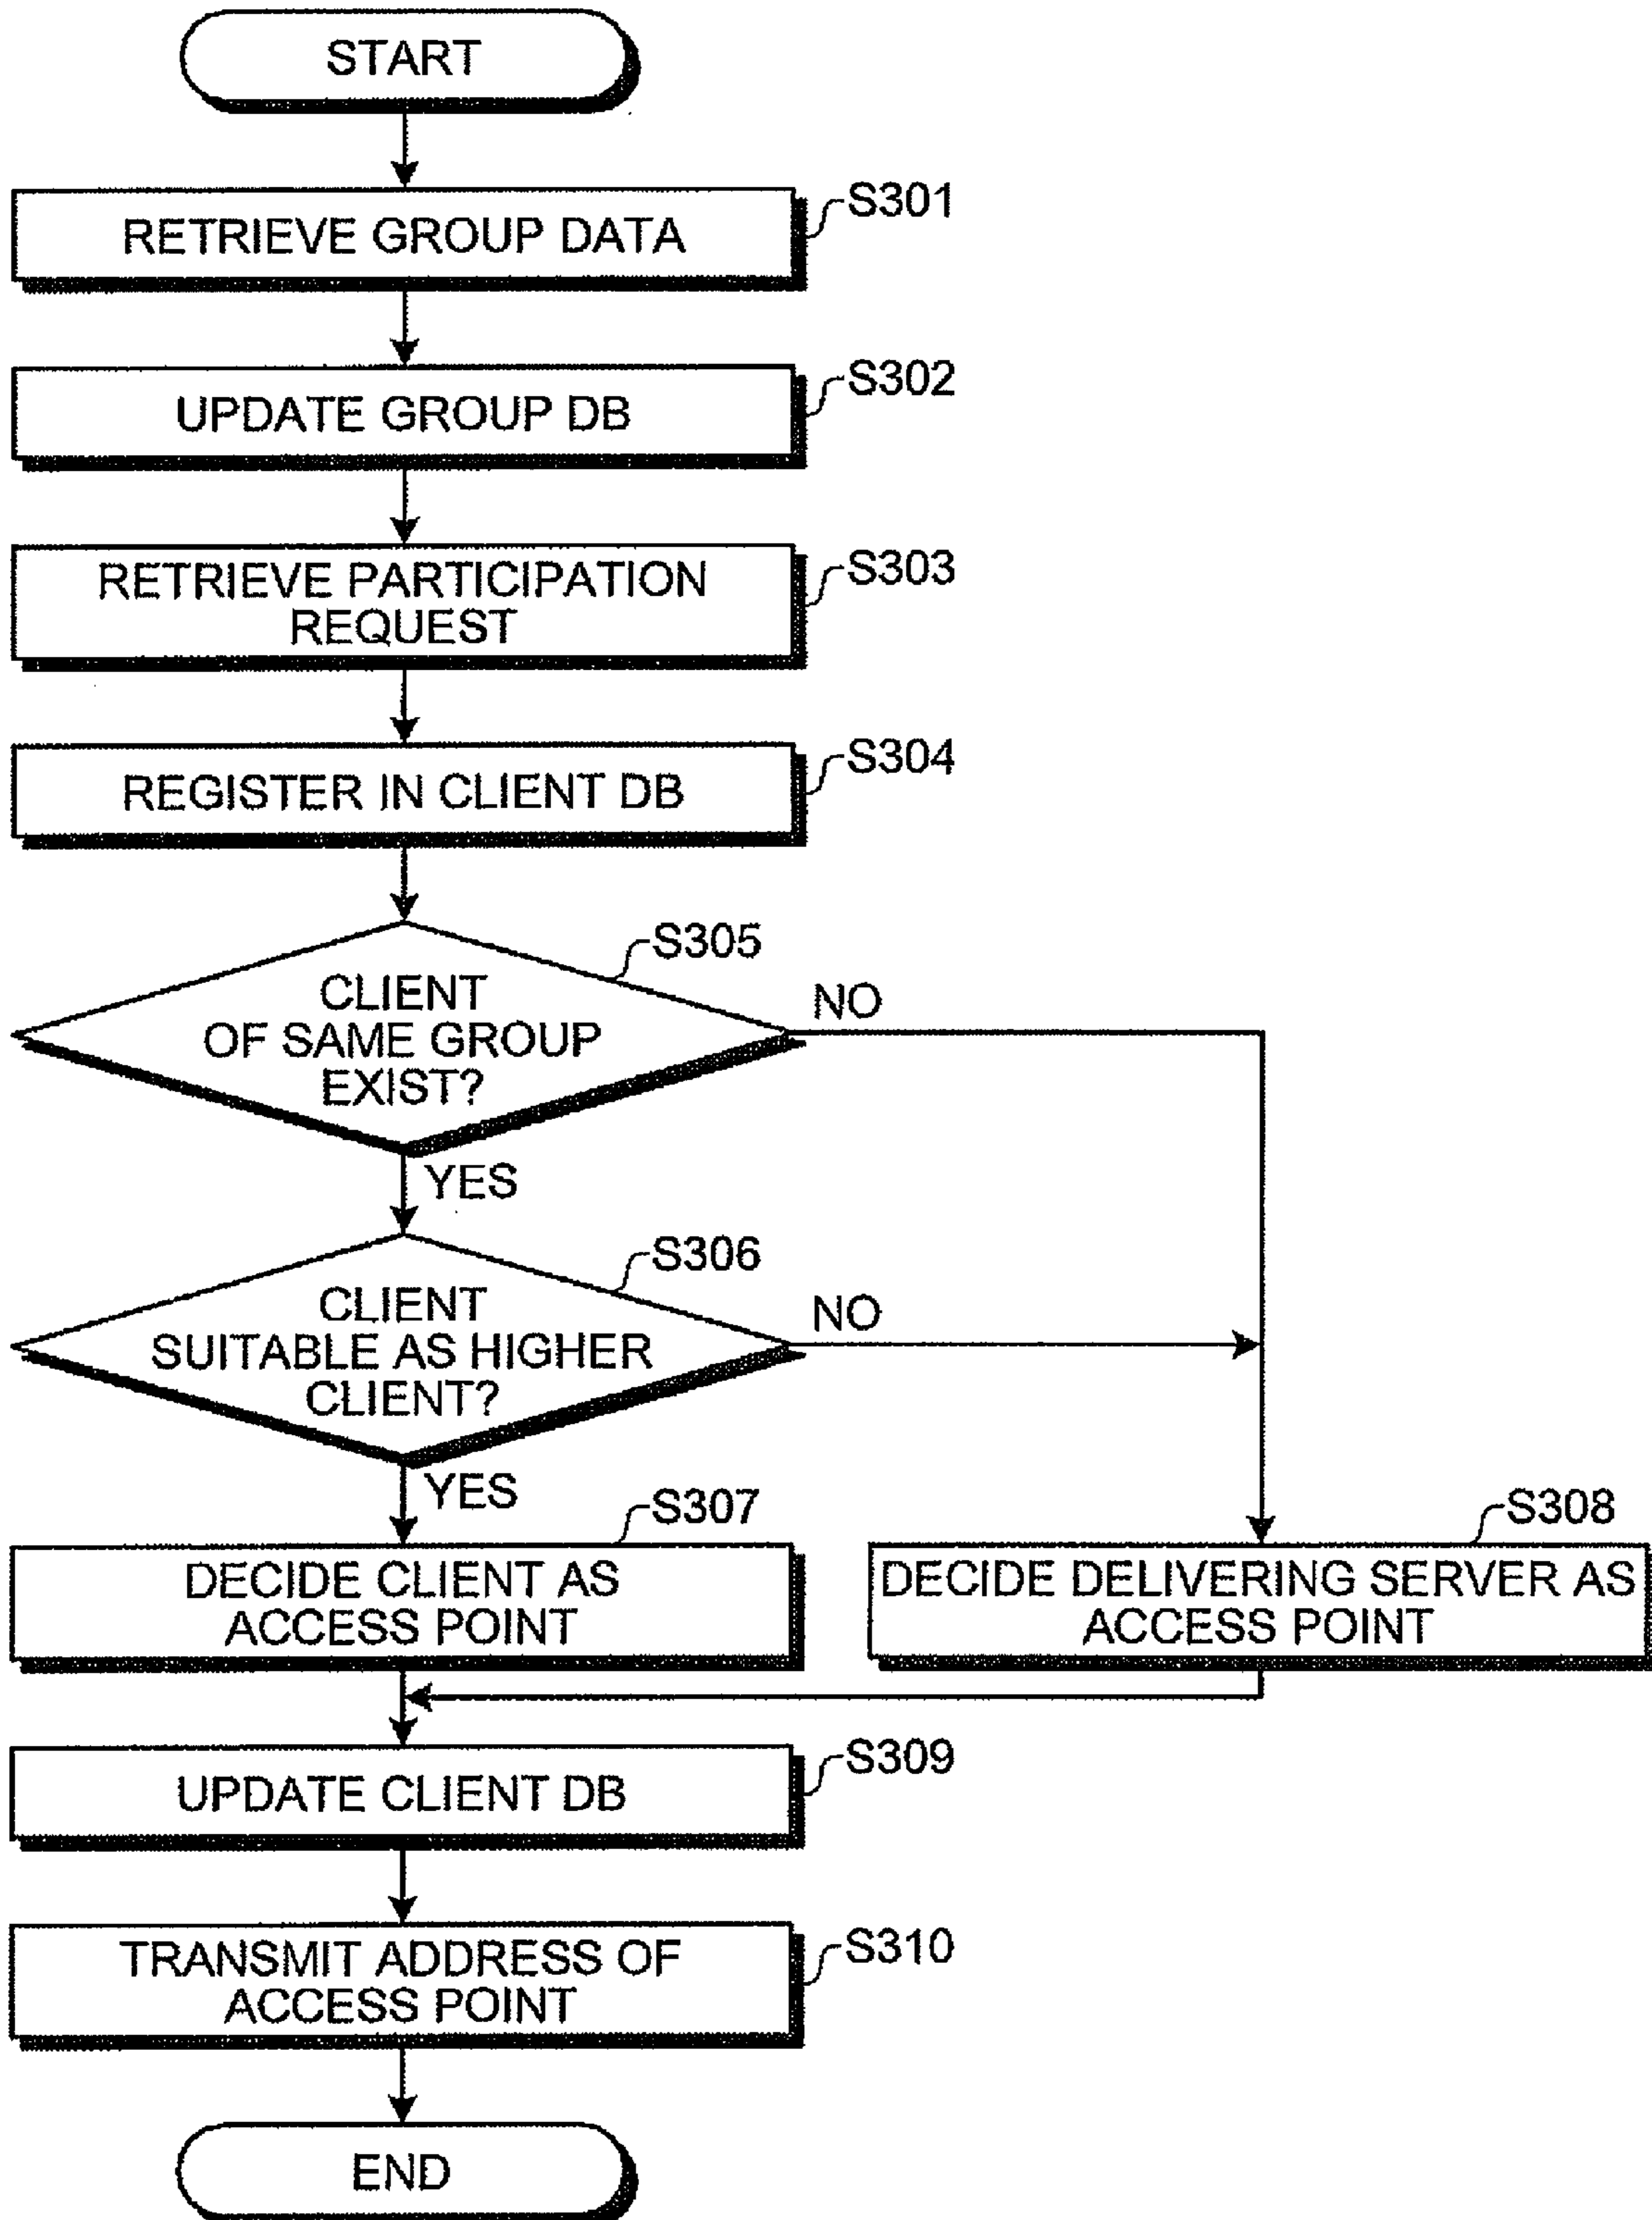 START
RETRIEVE GROUP DATA
S301
UPDATE GROUP DB
S302
RETRIEVE PARTICIPATION
REQUEST
S303
REGISTER IN CLIENT DB
S304
CLIENT
OF SAME GROUP
EXIST?
S305
NO
YES
CLIENT
SUITABLE AS HIGHER
CLIENT?
S306
NO
YES
S307
DECIDE CLIENT AS
ACCESS POINT
S308
DECIDE DELIVERING SERVER AS
ACCESS POINT
UPDATE CLIENT DB
S309
TRANSMIT ADDRESS OF
ACCESS POINT
S310
END